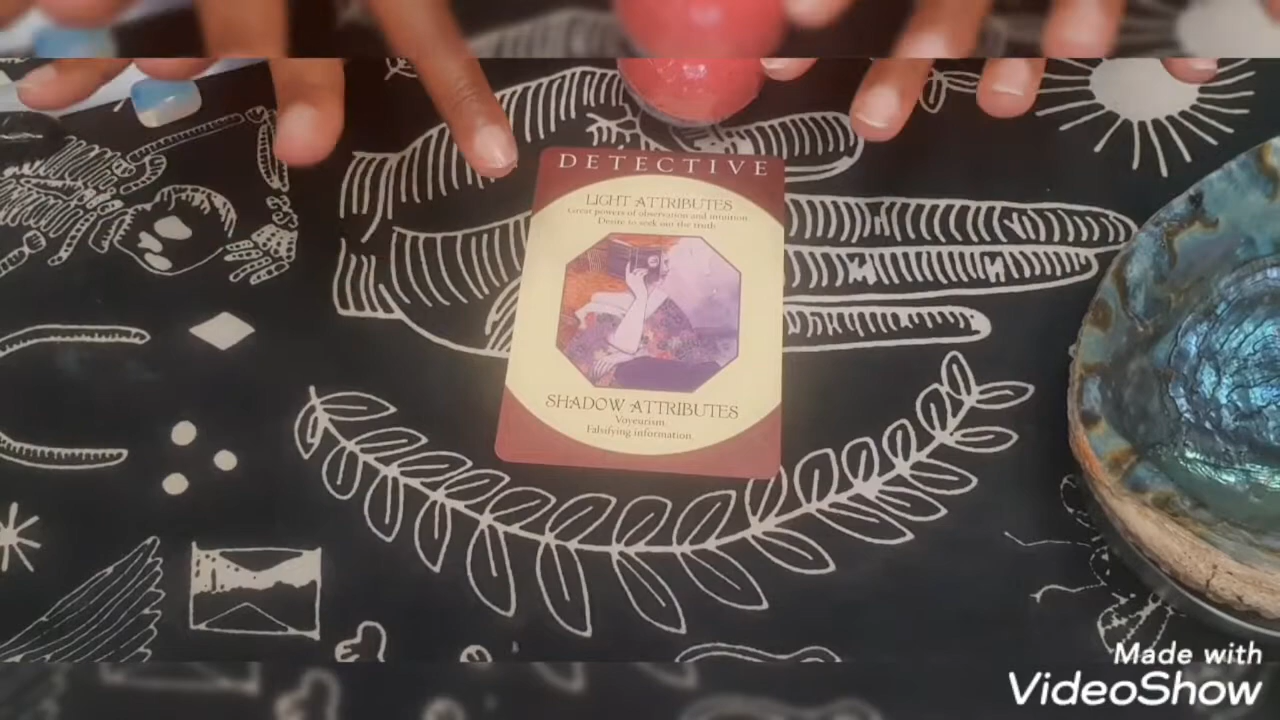 DETECTIVE
LIGHT ATTRIBUTES
Great powers of observation and intuition
Desire to seek out the truth
SHADOW ATTRIBUTES
Voyeurism
Falsifying information
Made with
VideoShow